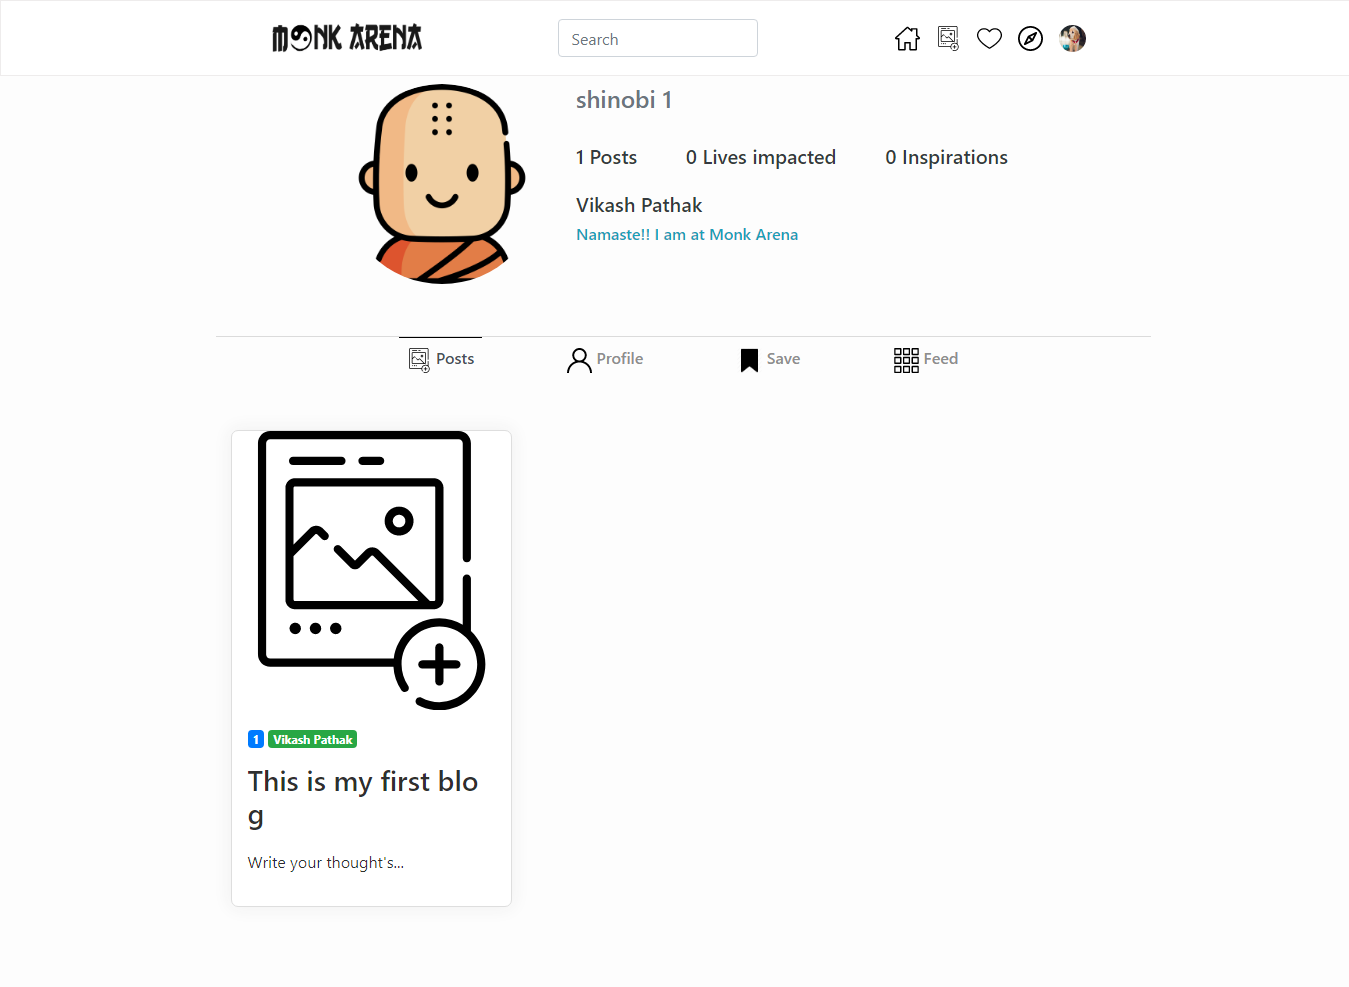 MONK ARENA
Search
shinobi 1
1 Posts 0 Lives impacted 0 Inspirations
Vikash Pathak
Namaste!! I am at Monk Arena
Posts Profile Save Feed
1 Vikash Pathak
This is my first blo
g
Write your thought's...